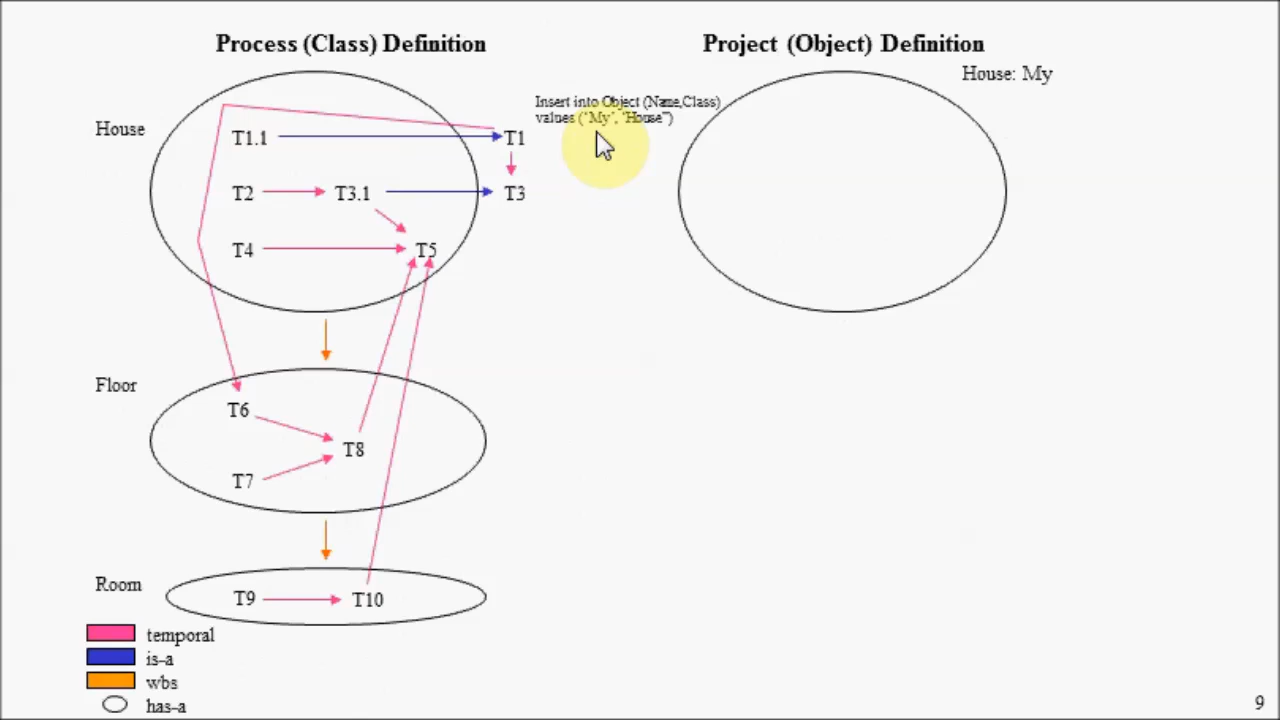 Process (Class) Definition
Project (Object) Definition
House: My
Insert into Object (Name,Class)
values ('My', 'House")
House
T1.1
T1
T2
T3.1
T3
T4
T5
Floor
T6
T8
T7
Room
T9
T10
temporal
is-a
wbs
has-a
9